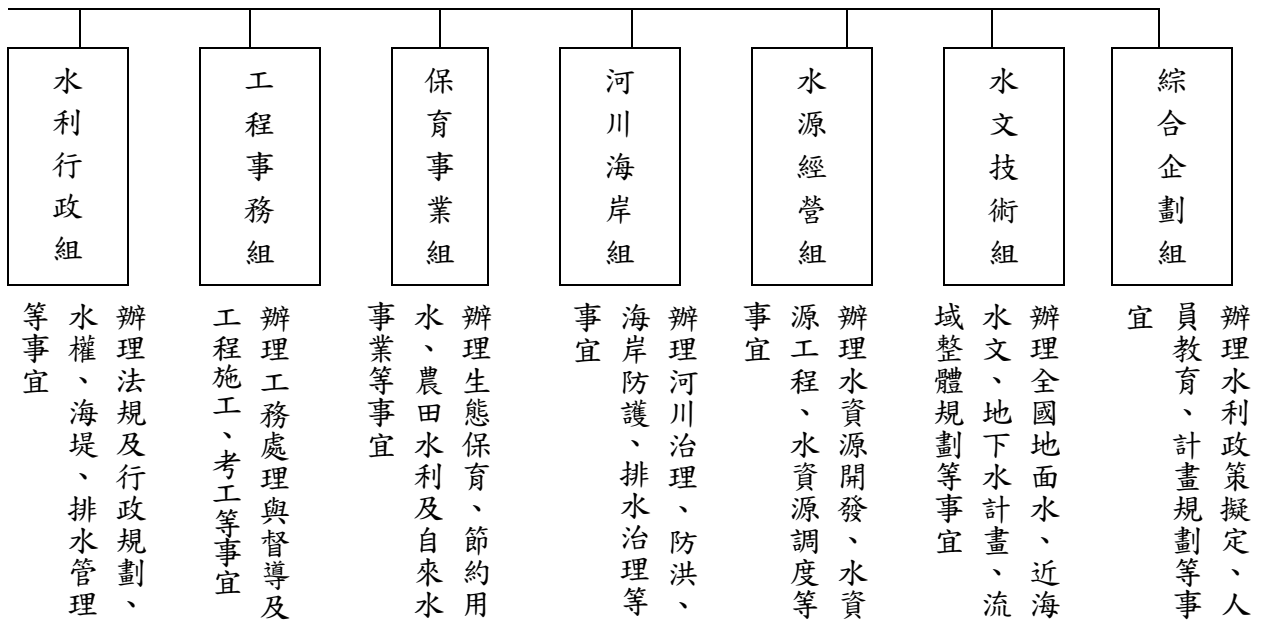 綜合企劃組
辦理水利政策擬定、人
員教育、計畫規劃等事
宜
水文技術組
辦理全國地面水、近海
水文、地下水計畫、流
域整體規劃等事宜
水源經營組
辦理水資源開發、水資
源工程、水資源調度等
事宜
河川海岸組
辦理河川治理、防洪、
海岸防護、排水治理等
事宜
保育事業組
辦理生態保育、節約用
水、農田水利及自來水
事業等事宜
工程事務組
辦理工務處理與督導及
工程施工、考工等事宜
水利行政組
辦理法規及行政規劃、
水權、海堤、排水管理
等事宜